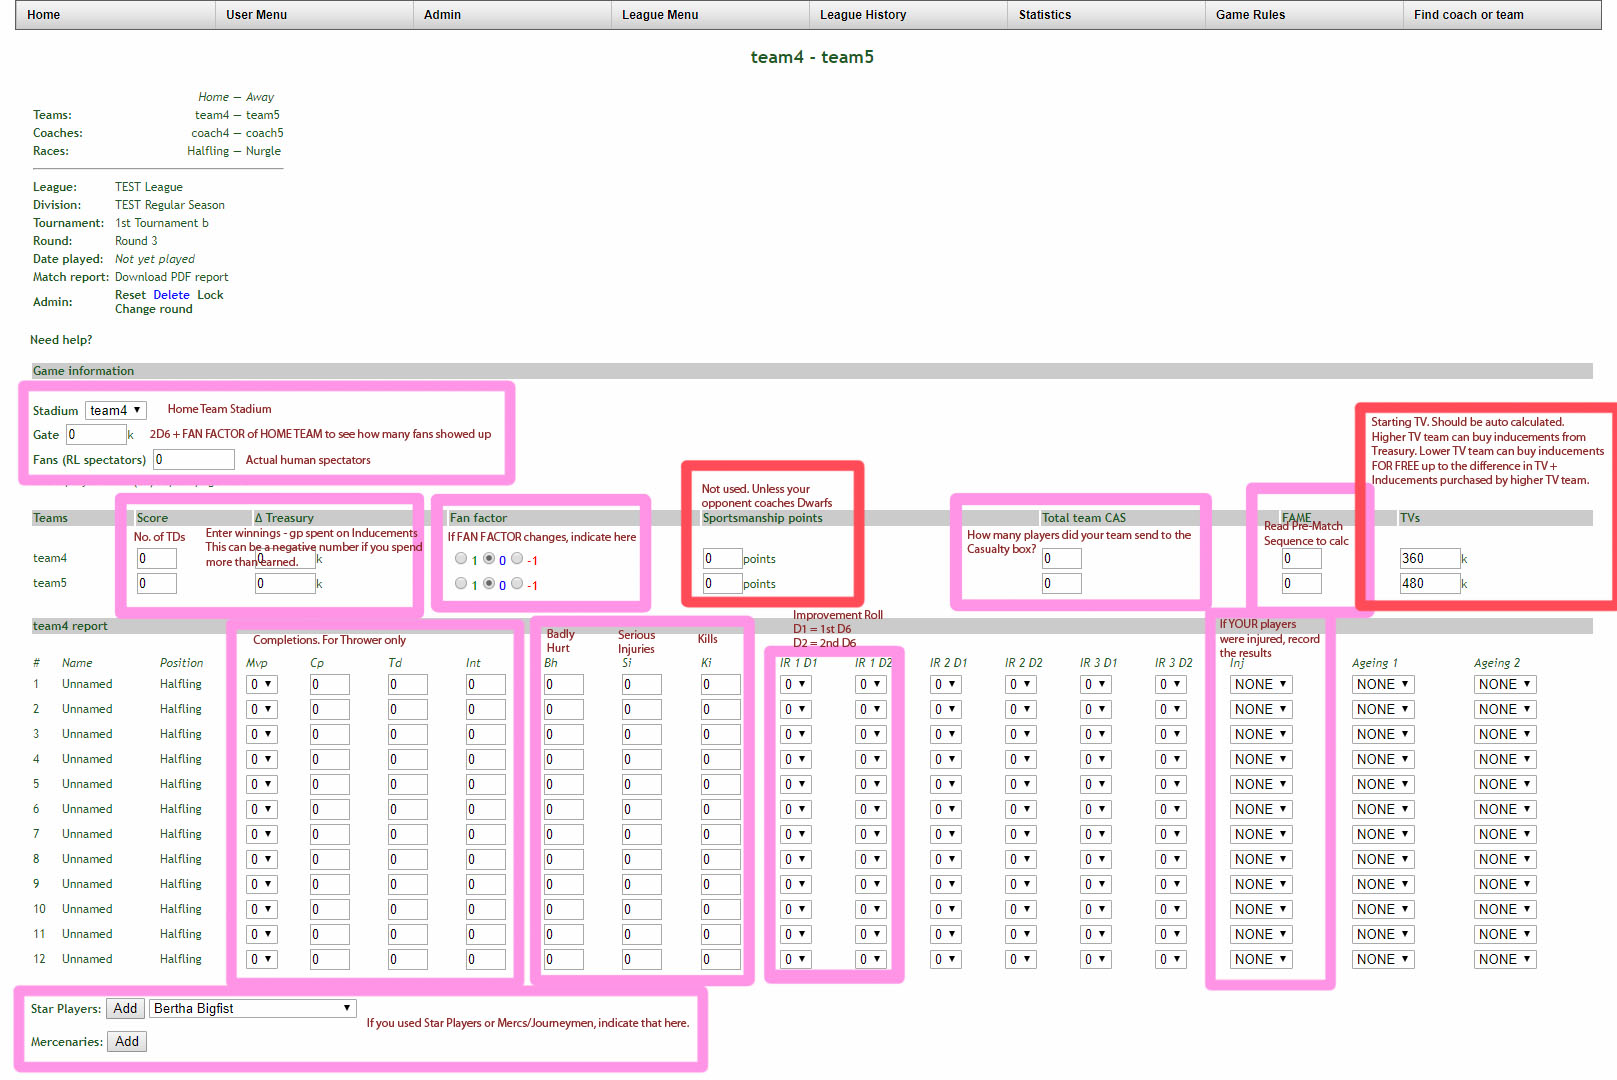 Home User Menu Admin League Menu League History Statistics Game Rules Find coach or team
team4 - team5
Home — Away
Teams: team4 — team5
Coaches: coach4 — coach5
Races: Halfling — Nurgle
League: TEST League
Division: TEST Regular Season
Tournament: 1st Tournament b
Round: Round 3
Date played: Not yet played
Match report: Download PDF report
Admin: Reset Delete Lock
Change round
Need help?
Game information
Stadium team4 Home Team Stadium
Gate 0 k 2D6 + FAN FACTOR of HOME TEAM to see how many fans showed up
Fans (RL spectators) 0 Actual human spectators
Starting TV. Should be auto calculated.
Higher TV team can buy inducements from
Treasury. Lower TV team can buy inducements
FOR FREE up to the difference in TV +
Inducements purchased by higher TV team.
Not used. Unless your
opponent coaches Dwarfs
Teams Score Δ Treasury Fan factor Sportsmanship points Total team CAS FAME TVs
No. of TDs
Enter winnings - gp spent on Inducements
This can be a negative number if you spend
more than earned.
If FAN FACTOR changes, indicate here
How many players did your team send to the
Casualty box?
Read Pre-Match
Sequence to calc
team4 0 0 k 1 0 -1 0 points 0 0 360 k
team5 0 0 k 1 0 -1 0 points 0 0 480 k
team4 report
Completions. For Thrower only
Badly
Hurt
Serious
Injuries
Kills
Improvement Roll
D1 = 1st D6
D2 = 2nd D6
If YOUR players
were injured, record
the results
# Name Position Mvp Cp Td Int Bh Si Ki IR 1 D1 IR 1 D2 IR 2 D1 IR 2 D2 IR 3 D1 IR 3 D2 Inj Ageing 1 Ageing 2
1 Unnamed Halfling 0 0 0 0 0 0 0 0 0 0 0 0 0 NONE NONE NONE
2 Unnamed Halfling 0 0 0 0 0 0 0 0 0 0 0 0 0 NONE NONE NONE
3 Unnamed Halfling 0 0 0 0 0 0 0 0 0 0 0 0 0 NONE NONE NONE
4 Unnamed Halfling 0 0 0 0 0 0 0 0 0 0 0 0 0 NONE NONE NONE
5 Unnamed Halfling 0 0 0 0 0 0 0 0 0 0 0 0 0 NONE NONE NONE
6 Unnamed Halfling 0 0 0 0 0 0 0 0 0 0 0 0 0 NONE NONE NONE
7 Unnamed Halfling 0 0 0 0 0 0 0 0 0 0 0 0 0 NONE NONE NONE
8 Unnamed Halfling 0 0 0 0 0 0 0 0 0 0 0 0 0 NONE NONE NONE
9 Unnamed Halfling 0 0 0 0 0 0 0 0 0 0 0 0 0 NONE NONE NONE
10 Unnamed Halfling 0 0 0 0 0 0 0 0 0 0 0 0 0 NONE NONE NONE
11 Unnamed Halfling 0 0 0 0 0 0 0 0 0 0 0 0 0 NONE NONE NONE
12 Unnamed Halfling 0 0 0 0 0 0 0 0 0 0 0 0 0 NONE NONE NONE
Star Players: Add Bertha Bigfist
If you used Star Players or Mercs/Journeymen, indicate that here.
Mercenaries: Add